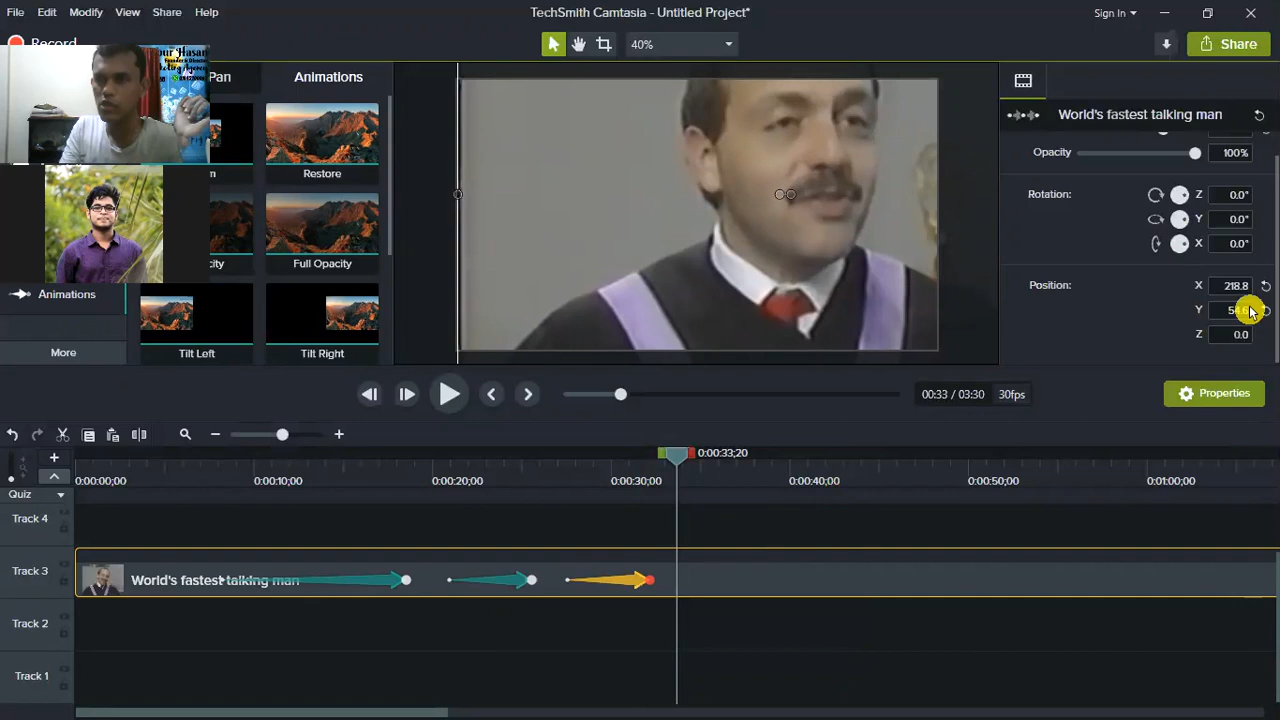 File Edit Modify View Share Help
TechSmith Camtasia - Untitled Project*
Sign In
Record
40%
Share
Pan
Animations
World's fastest talking man
Opacity 100%
Restore
Rotation: Z 0.0°
Y 0.0°
X 0.0°
Full Opacity
Position: X 218.8
Y
Z 0.0
Animations
More
Tilt Left
Tilt Right
00:33 / 03:30 30fps
Properties
0:00:33;20
0:00:00;00 0:00:10;00 0:00:20;00 0:00:30;00 0:00:40;00 0:00:50;00 0:01:00;00
Quiz
Track 4
Track 3
World's fastest talking man
Track 2
Track 1